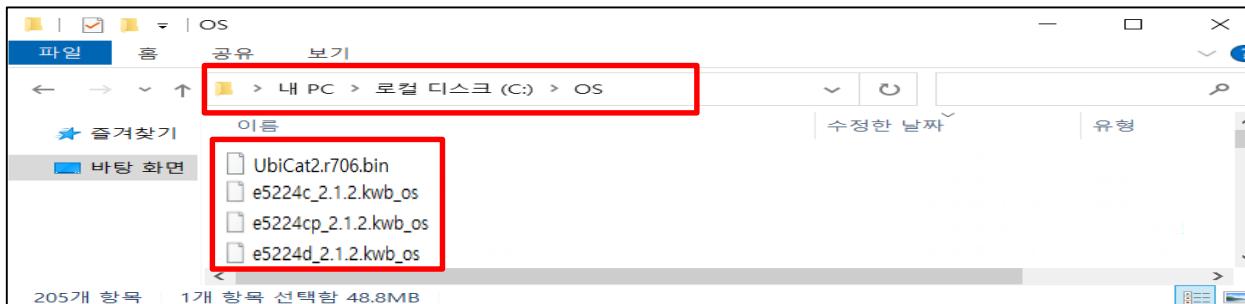 OS
파일 홈 공유 보기
내 PC > 로컬 디스크 (C:) > OS
이름 수정한 날짜 유형
즐겨찾기
바탕 화면
UbiCat2.r706.bin
e5224c_2.1.2.kwb_os
e5224cp_2.1.2.kwb_os
e5224d_2.1.2.kwb_os
205개 항목 1개 항목 선택함 48.8MB